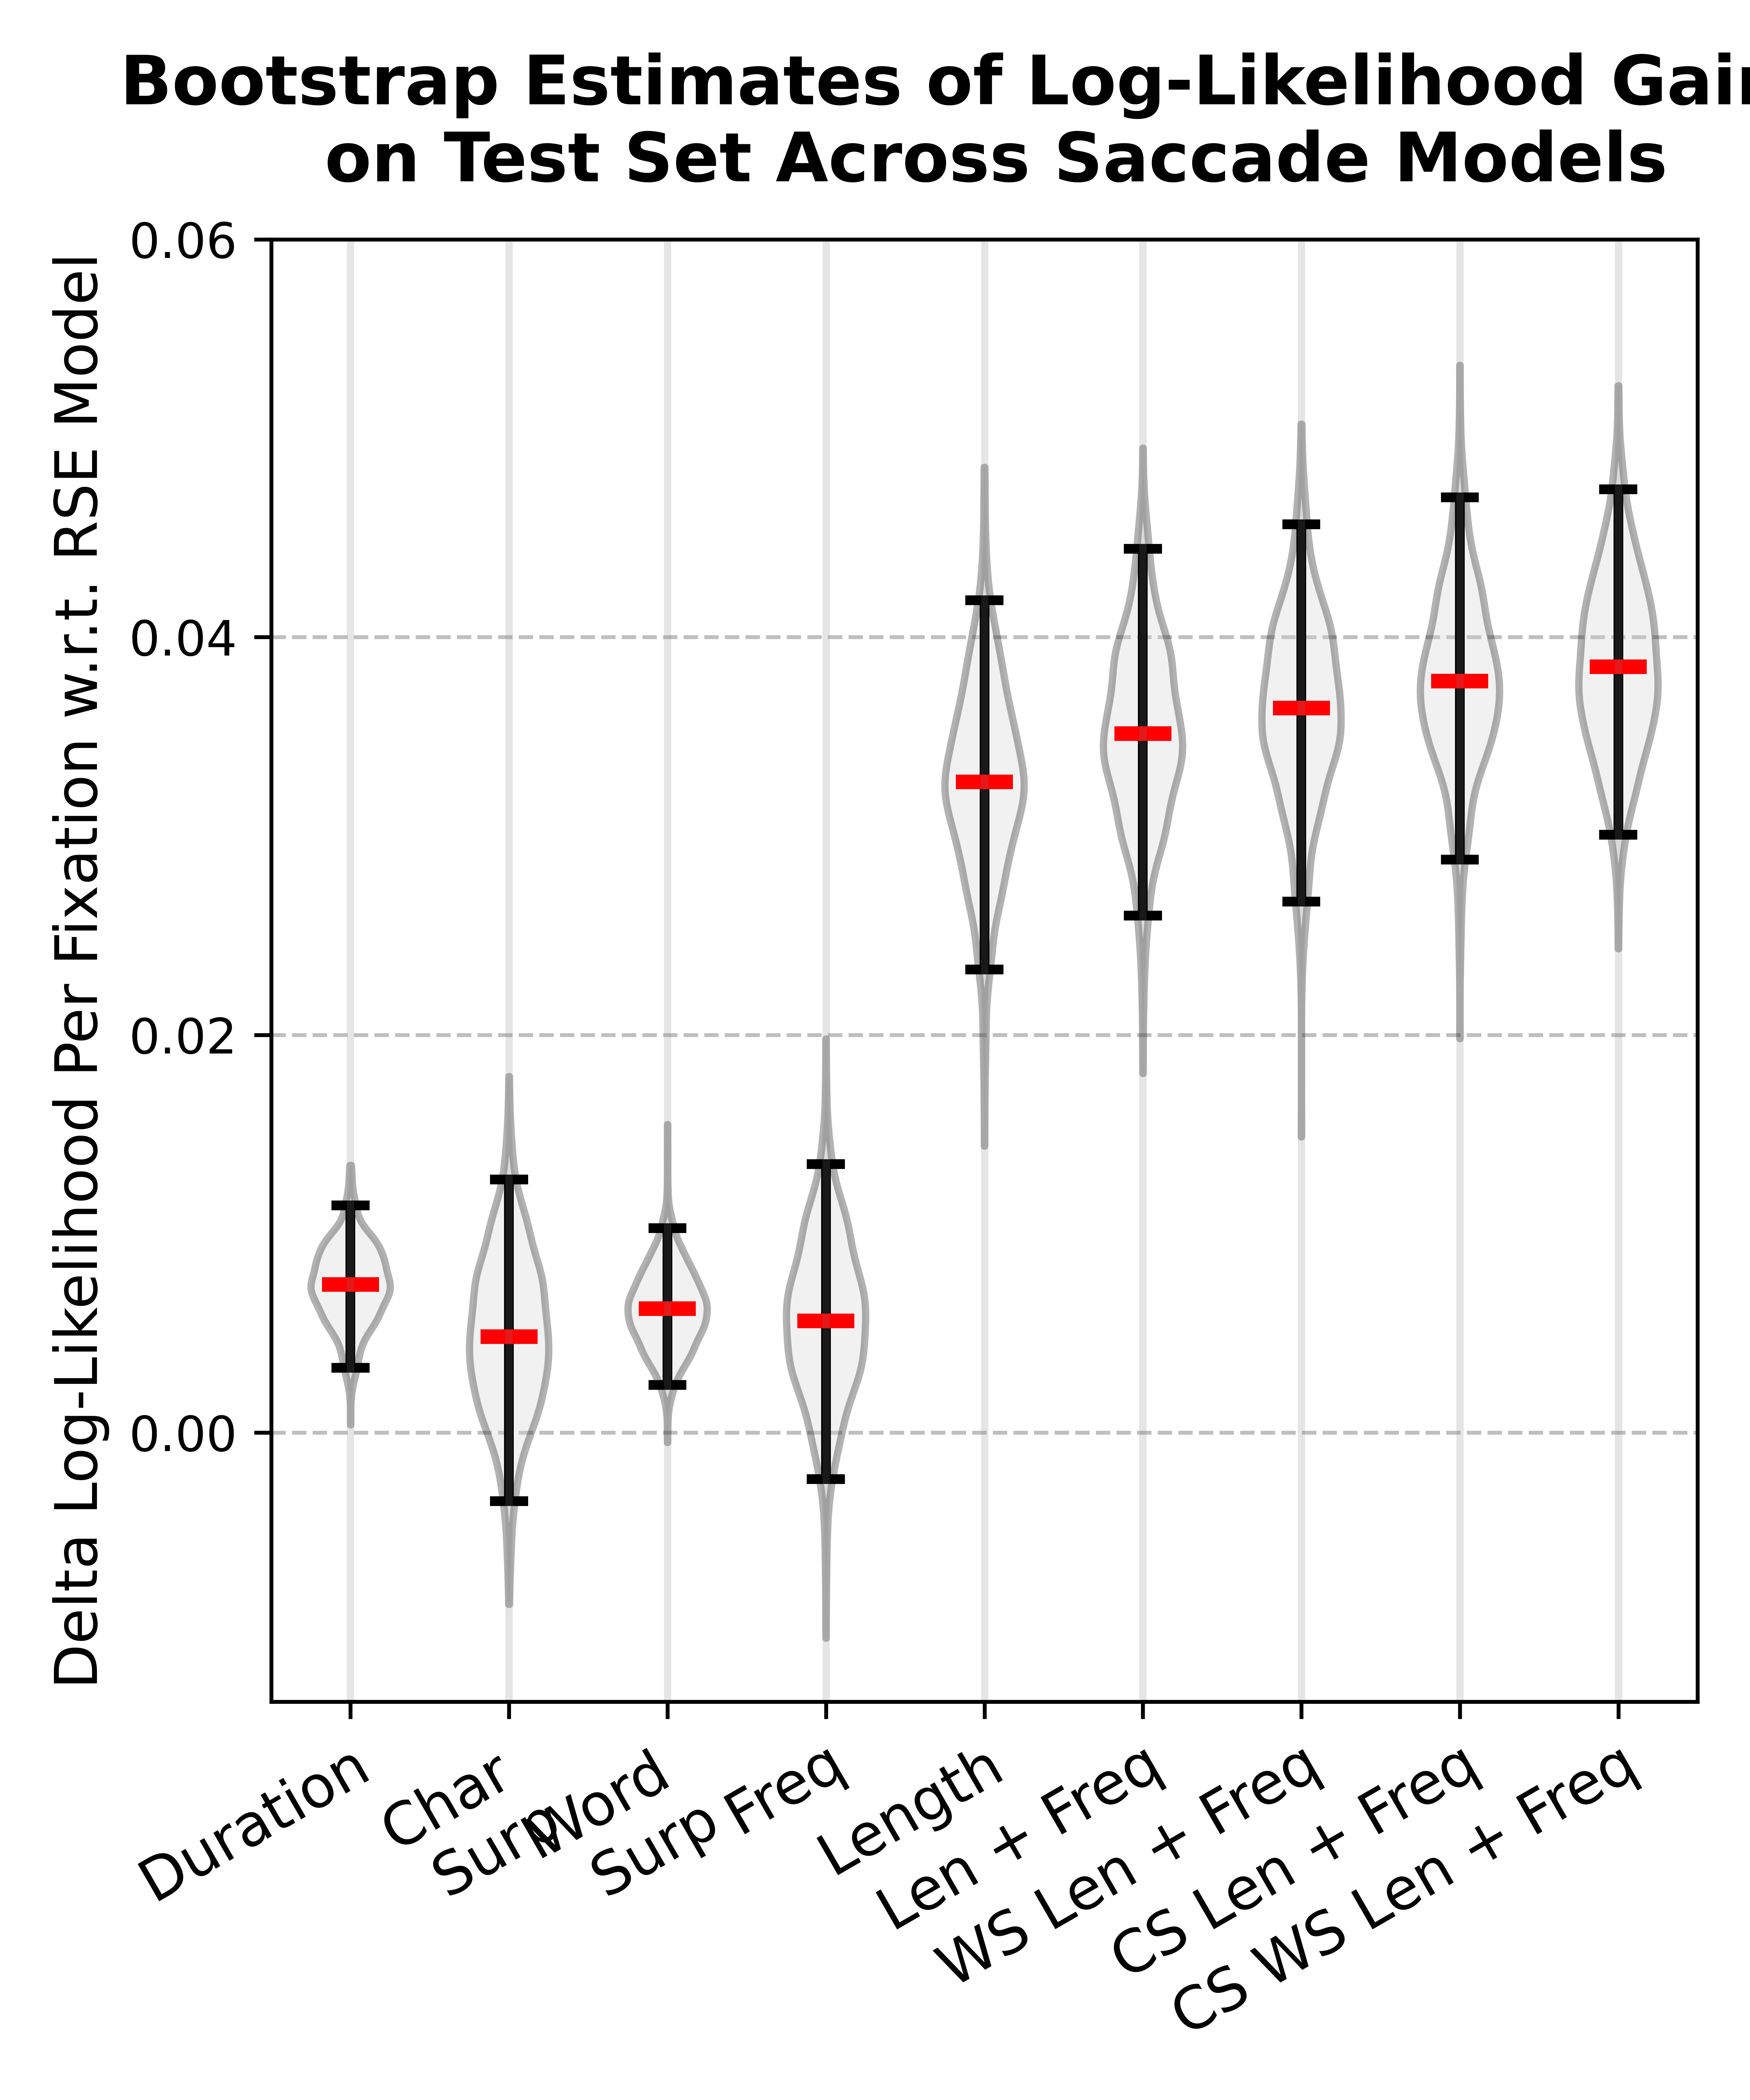 Bootstrap Estimates of Log-Likelihood Gai
on Test Set Across Saccade Models
Delta Log-Likelihood Per Fixation w.r.t. RSE Model
0.06
0.04
0.02
0.00
Duration
Char
Surp
Word
Surp Freq
Length
Len + Freq
WS Len + Freq
CS Len + Freq
CS WS Len + Freq